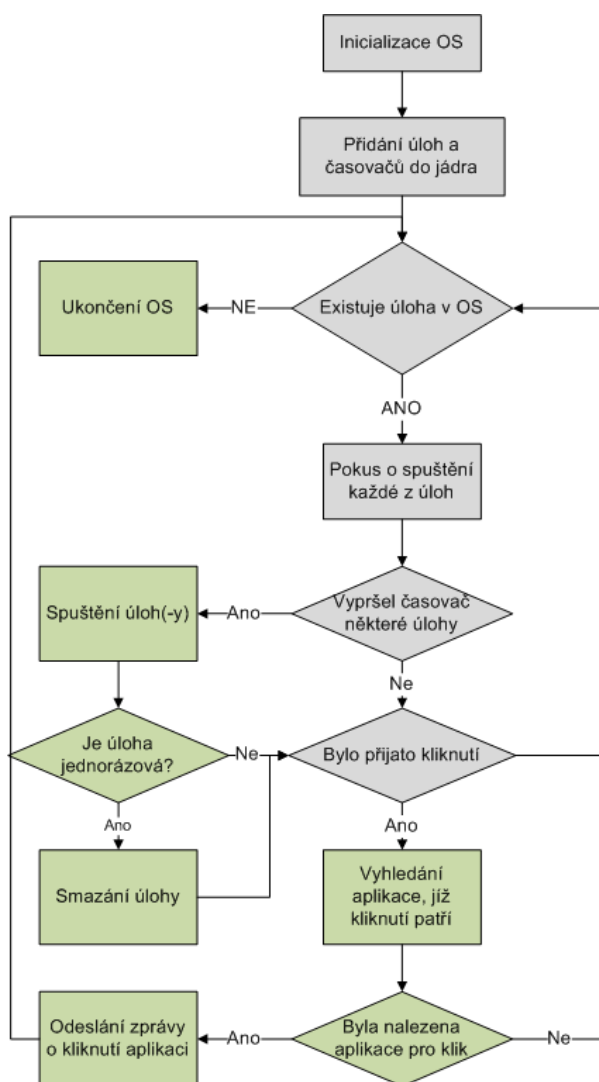 Inicializace OS
Přidání úloh a
časovačů do jádra
Ukončení OS
NE
Existuje úloha v OS
ANO
Pokus o spuštění
každé z úloh
Spuštění úloh(-y)
Ano
Vypršel časovač
některé úlohy
Ne
Je úloha
jednorázová?
Ne
Bylo přijato kliknutí
Ano
Ano
Smazání úlohy
Vyhledání
aplikace, jíž
kliknutí patří
Odeslání zprávy
o kliknutí aplikaci
Ano
Byla nalezena
aplikace pro klik
Ne